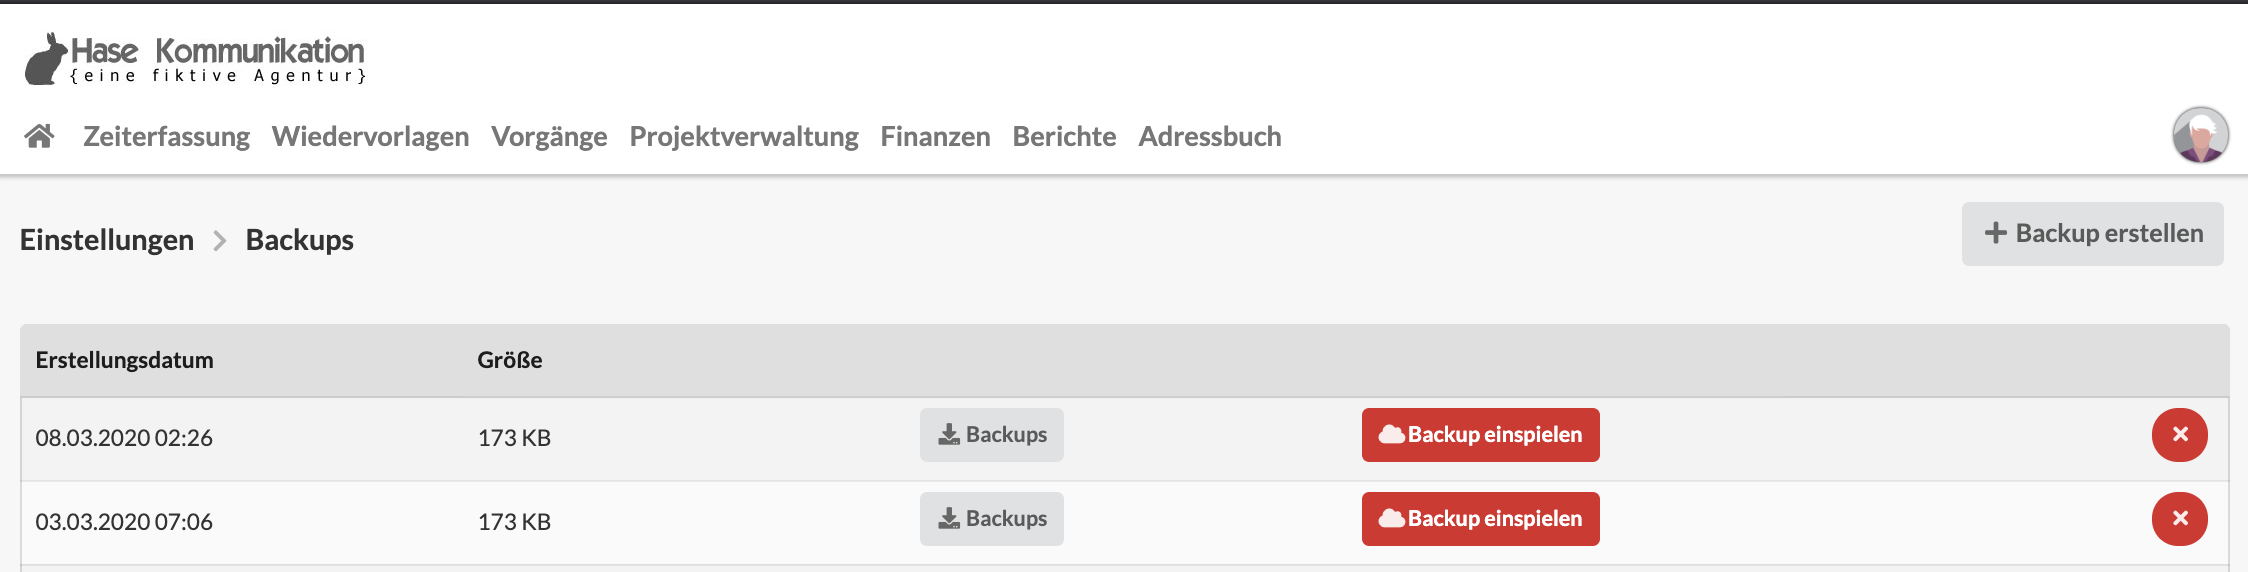 Hase Kommunikation
{eine fiktive Agentur}
Zeiterfassung Wiedervorlagen Vorgänge Projektverwaltung Finanzen Berichte Adressbuch
Einstellungen Backups
Backup erstellen
Erstellungsdatum Größe
08.03.2020 02:26 173 KB Backups Backup einspielen
03.03.2020 07:06 173 KB Backups Backup einspielen